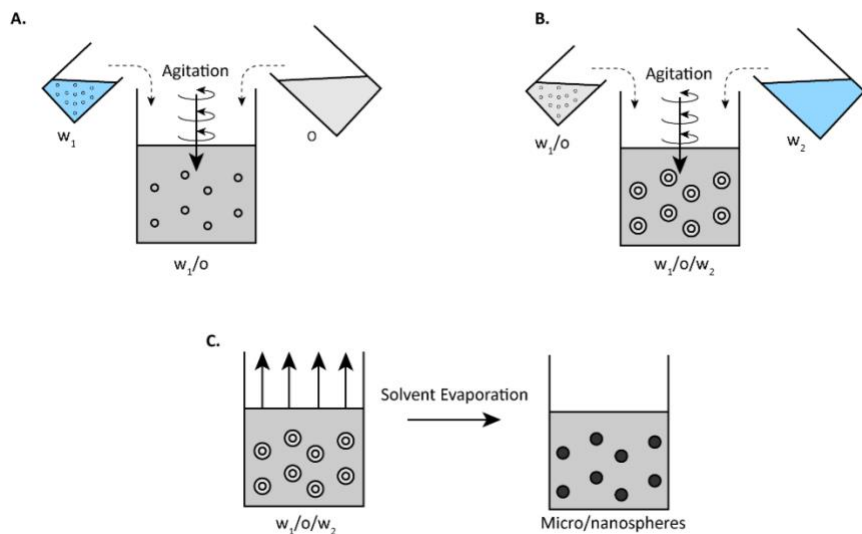 A.
Agitation
w₁
o
w₁/o
B.
Agitation
w₁/o
w₂
w₁/o/w₂
C.
Solvent Evaporation
w₁/o/w₂
Micro/nanospheres